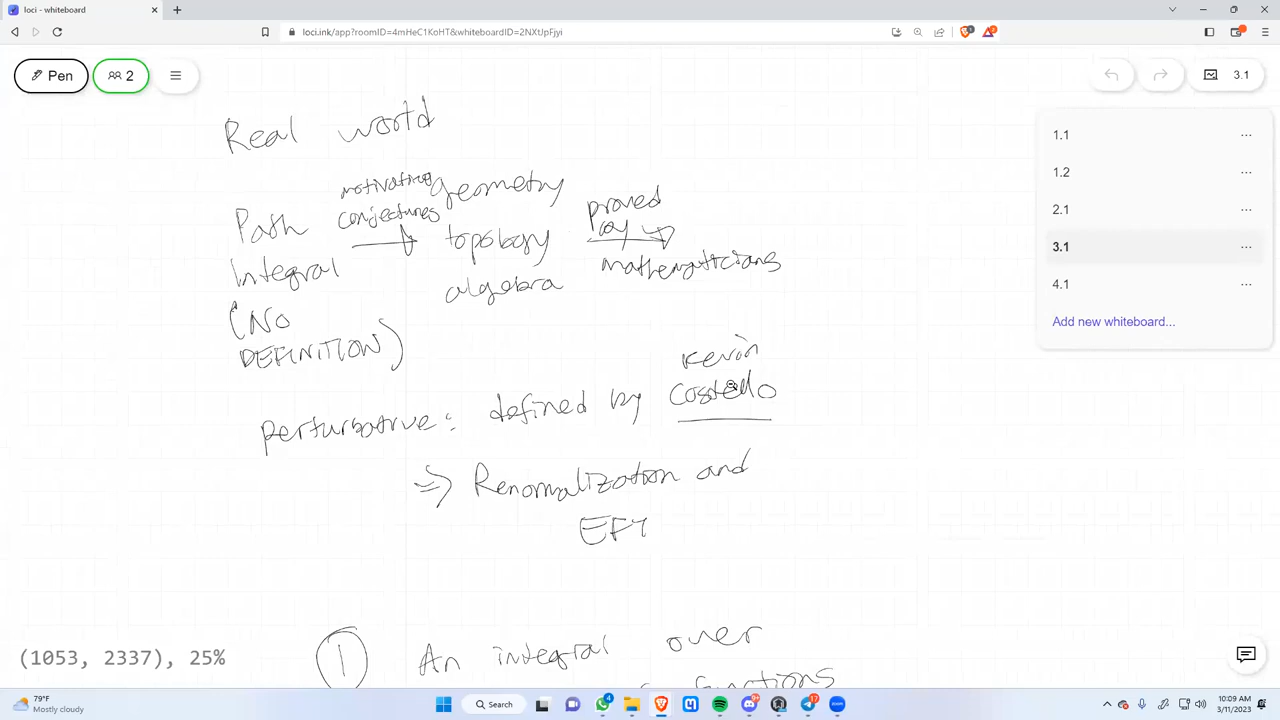 loci - whiteboard
loci.ink/app?roomID=4mHeC1KoHT&whiteboardID=2NXtUpFjyi
Pen
2
3.1
1.1
1.2
2.1
3.1
4.1
Add new whiteboard...
Real world
Path
Integral
(NO
DEFINITION)
motivating
conjectures
geometry
topology
algebra
proved
by
mathematicians
perturbative: defined by
Kevin
Costello
=> Renomalization and
EFT
1 An integral over
functions
(1053, 2337), 25%
79°F
Mostly cloudy
Search
10:09 AM
3/11/2023